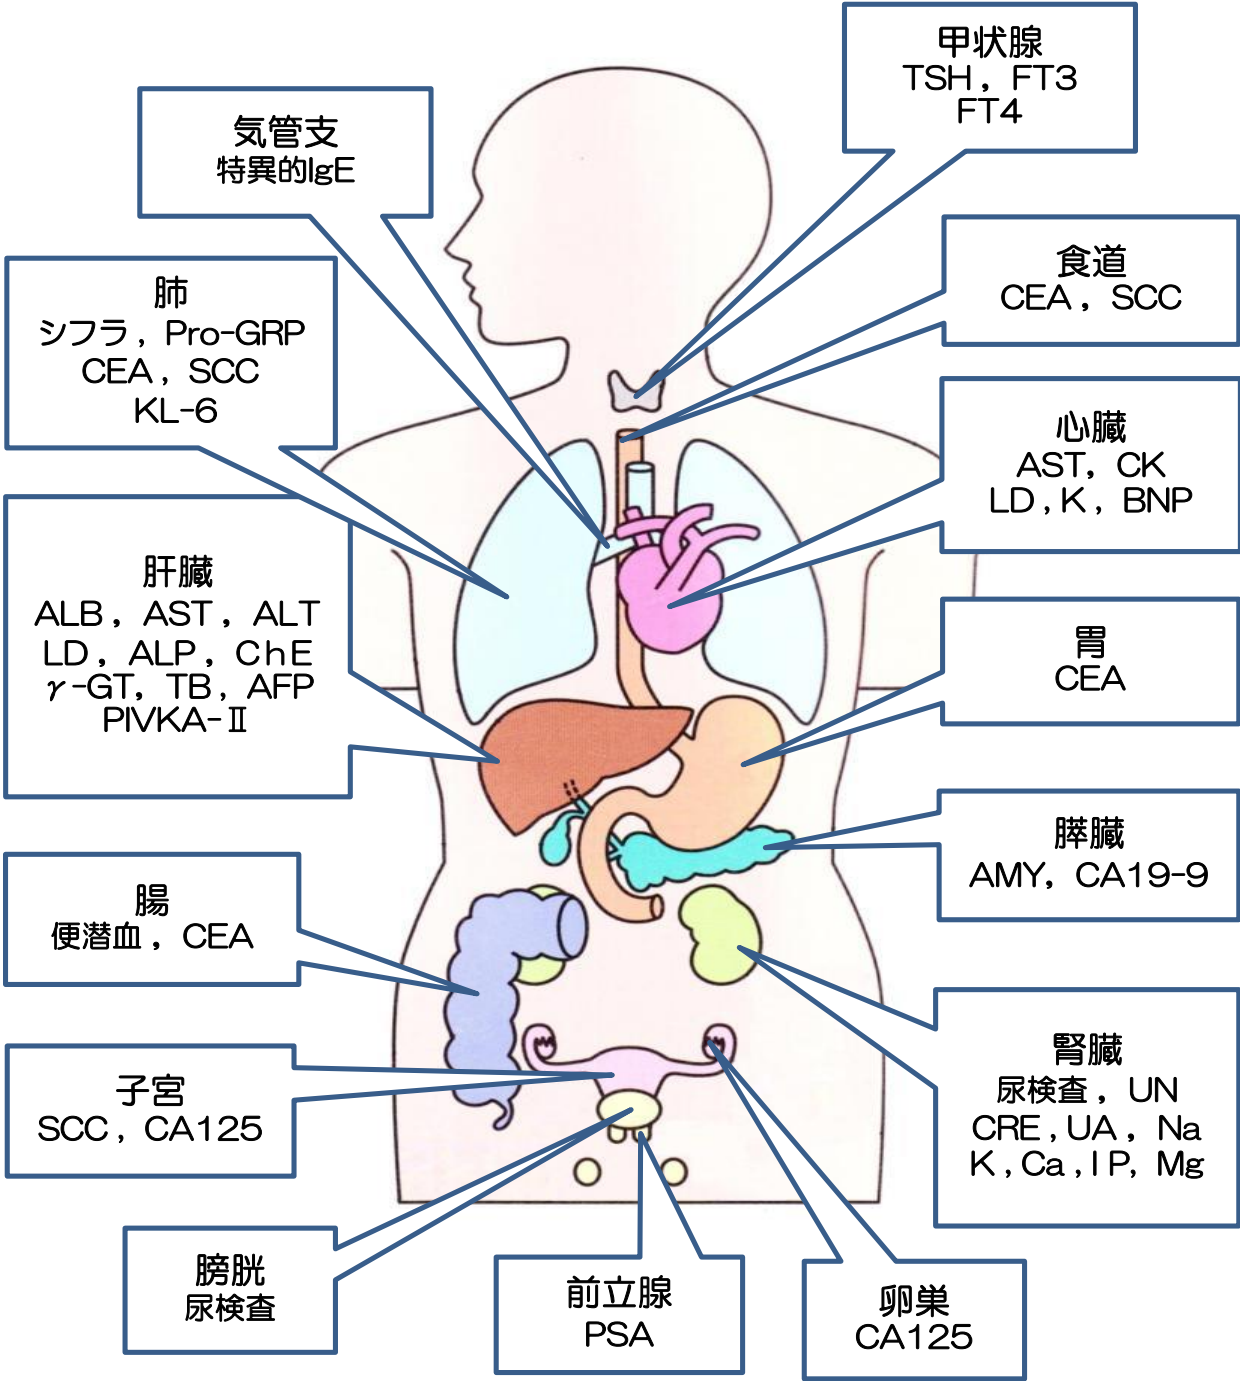 甲状腺
TSH, FT3
FT4
気管支
特異的IgE
食道
CEA, SCC
肺
シフラ, Pro-GRP
CEA, SCC
KL-6
心臓
AST, CK
LD, K, BNP
肝臓
ALB, AST, ALT
LD, ALP, ChE
γ-GT, TB, AFP
PIVKA-Ⅱ
胃
CEA
膵臓
AMY, CA19-9
腸
便潜血, CEA
腎臓
尿検査, UN
CRE, UA, Na
K, Ca, IP, Mg
子宮
SCC, CA125
膀胱
尿検査
前立腺
PSA
卵巣
CA125